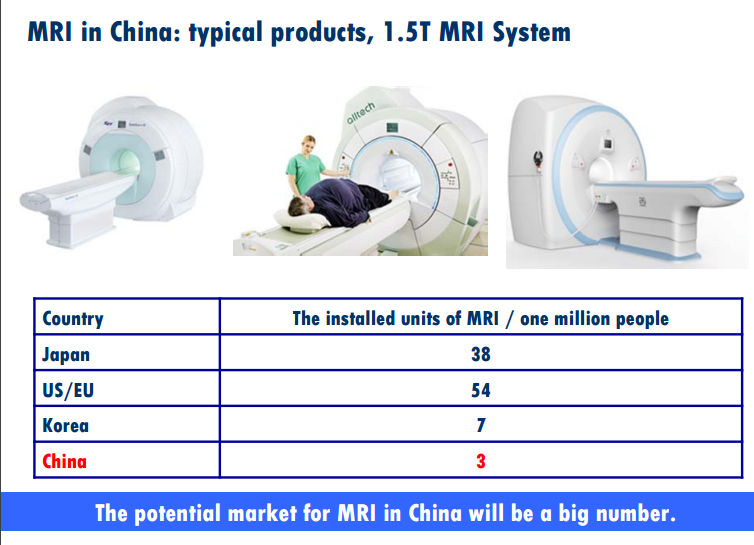 MRI in China: typical products, 1.5T MRI System
alltech
Country The installed units of MRI / one million people
Japan 38
US/EU 54
Korea 7
China 3
The potential market for MRI in China will be a big number.